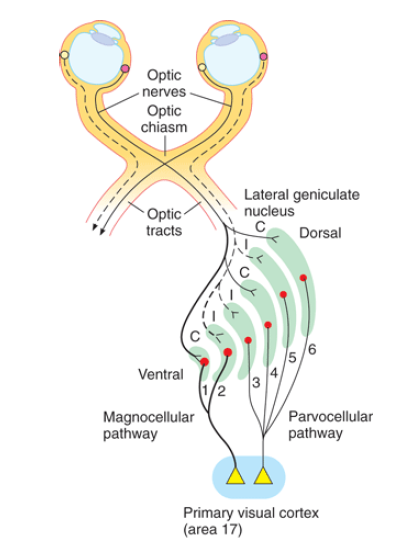 Optic
nerves
Optic
chiasm
Lateral geniculate
nucleus
Optic
tracts
C
Dorsal
I
C
I
I
C
Ventral
1
2
3
4
5
6
Magnocellular
pathway
Parvocellular
pathway
Primary visual cortex
(area 17)